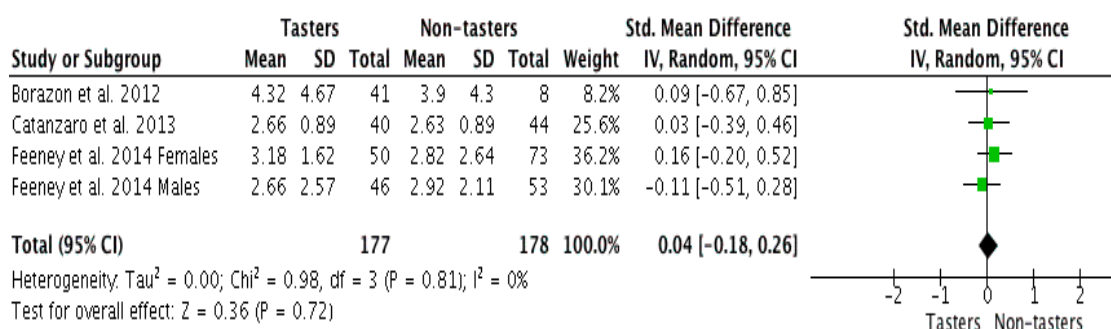 Tasters Non-tasters Std. Mean Difference Std. Mean Difference
Study or Subgroup Mean SD Total Mean SD Total Weight IV, Random, 95% CI IV, Random, 95% CI
Borazon et al. 2012 4.32 4.67 41 3.9 4.3 8 8.2% 0.09 [-0.67, 0.85]
Catanzaro et al. 2013 2.66 0.89 40 2.63 0.89 44 25.6% 0.03 [-0.39, 0.46]
Feeney et al. 2014 Females 3.18 1.62 50 2.82 2.64 73 36.2% 0.16 [-0.20, 0.52]
Feeney et al. 2014 Males 2.66 2.57 46 2.92 2.11 53 30.1% -0.11 [-0.51, 0.28]
Total (95% CI) 177 178 100.0% 0.04 [-0.18, 0.26]
Heterogeneity: Tau² = 0.00; Chi² = 0.98, df = 3 (P = 0.81); I² = 0%
Test for overall effect: Z = 0.36 (P = 0.72)
-2 -1 0 1 2
Tasters Non-tasters